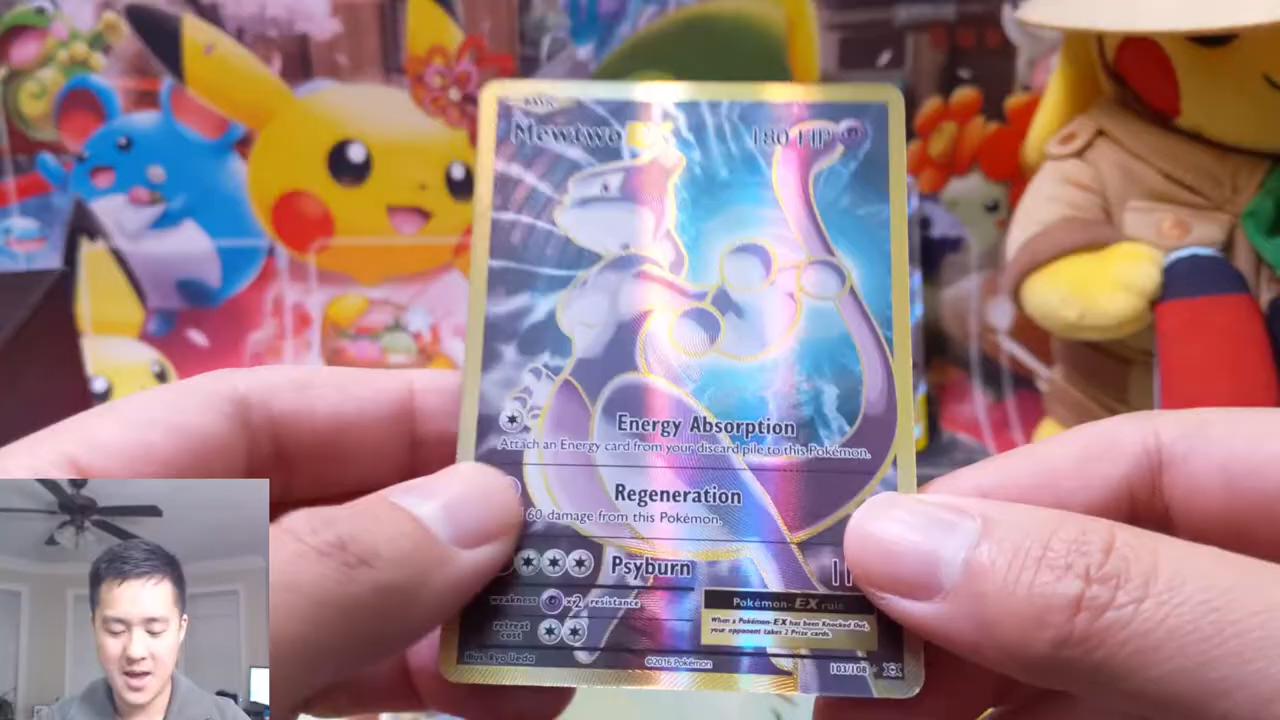 BASIC
Mewtwo EX 180 HP
Energy Absorption
Attach an Energy card from your discard pile to this Pokémon.
Regeneration
60 damage from this Pokémon.
Psyburn
weakness ×2 resistance
retreat cost
Pokémon-EX rule
When a Pokémon-EX has been Knocked Out,
your opponent takes 2 Prize cards.
Illus. Ryo Ueda
©2016 Pokémon
103/108